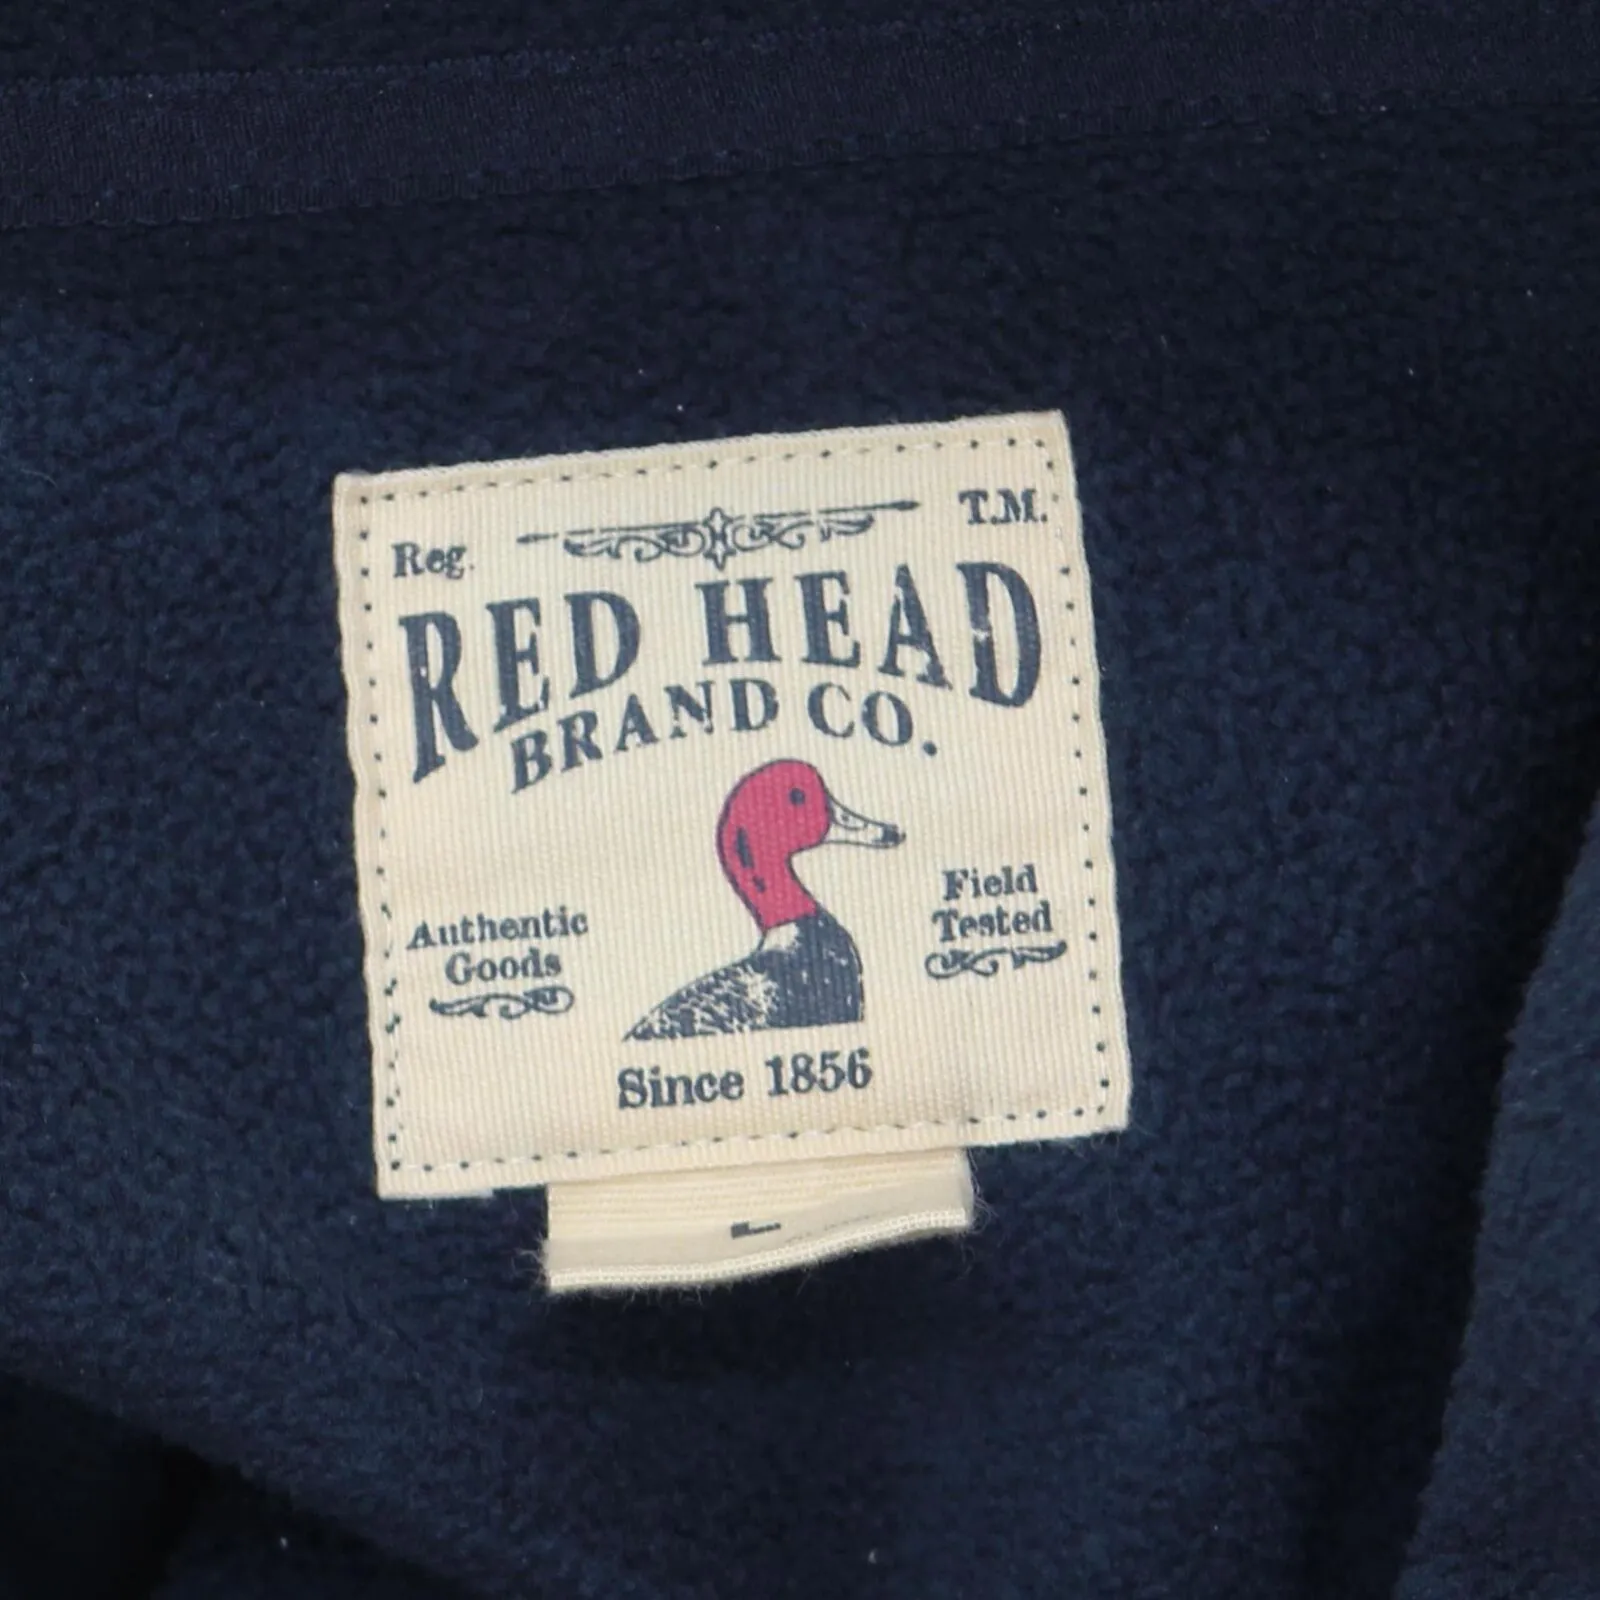 Reg. T.M.
RED HEAD
BRAND CO.
Authentic
Goods
Field
Tested
Since 1856
L